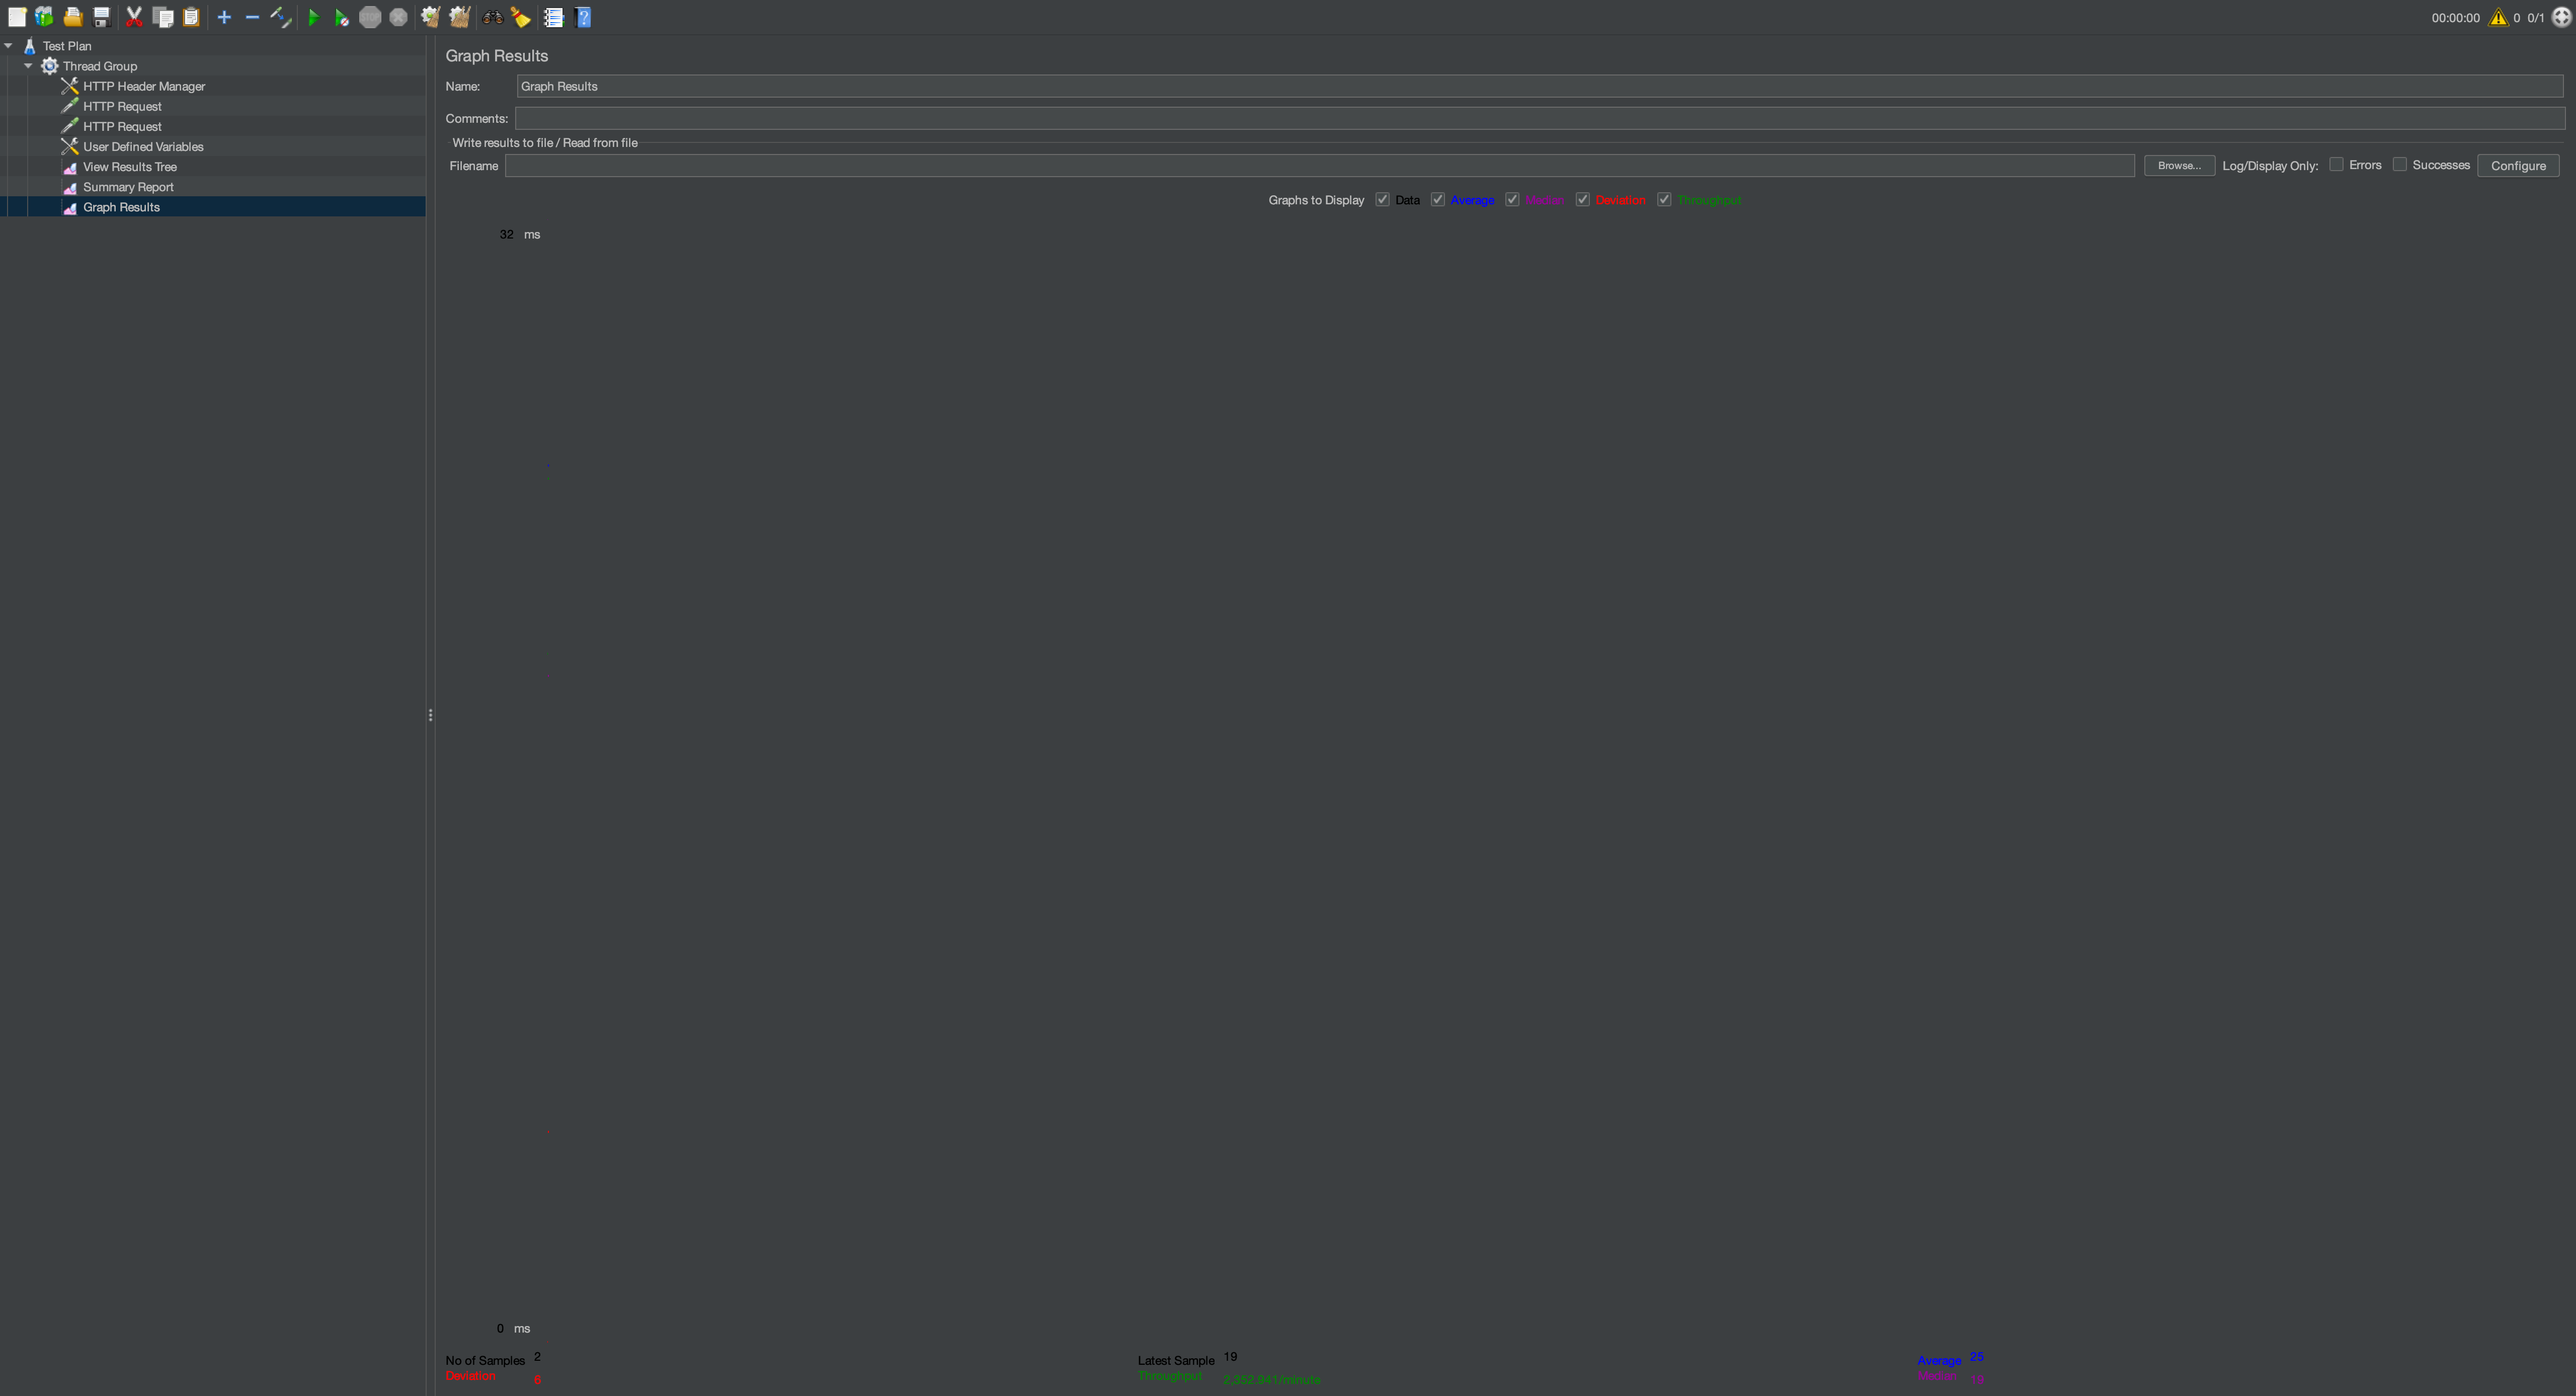 00:00:00 0 0/1
Test Plan
Thread Group
HTTP Header Manager
HTTP Request
HTTP Request
User Defined Variables
View Results Tree
Summary Report
Graph Results
Graph Results
Name: Graph Results
Comments:
Write results to file / Read from file
Filename Browse... Log/Display Only: Errors Successes Configure
Graphs to Display Data Average Median Deviation Throughput
32 ms
0 ms
No of Samples 2 Latest Sample 19 Average 25
Deviation 6 Throughput 2,352.941/minute Median